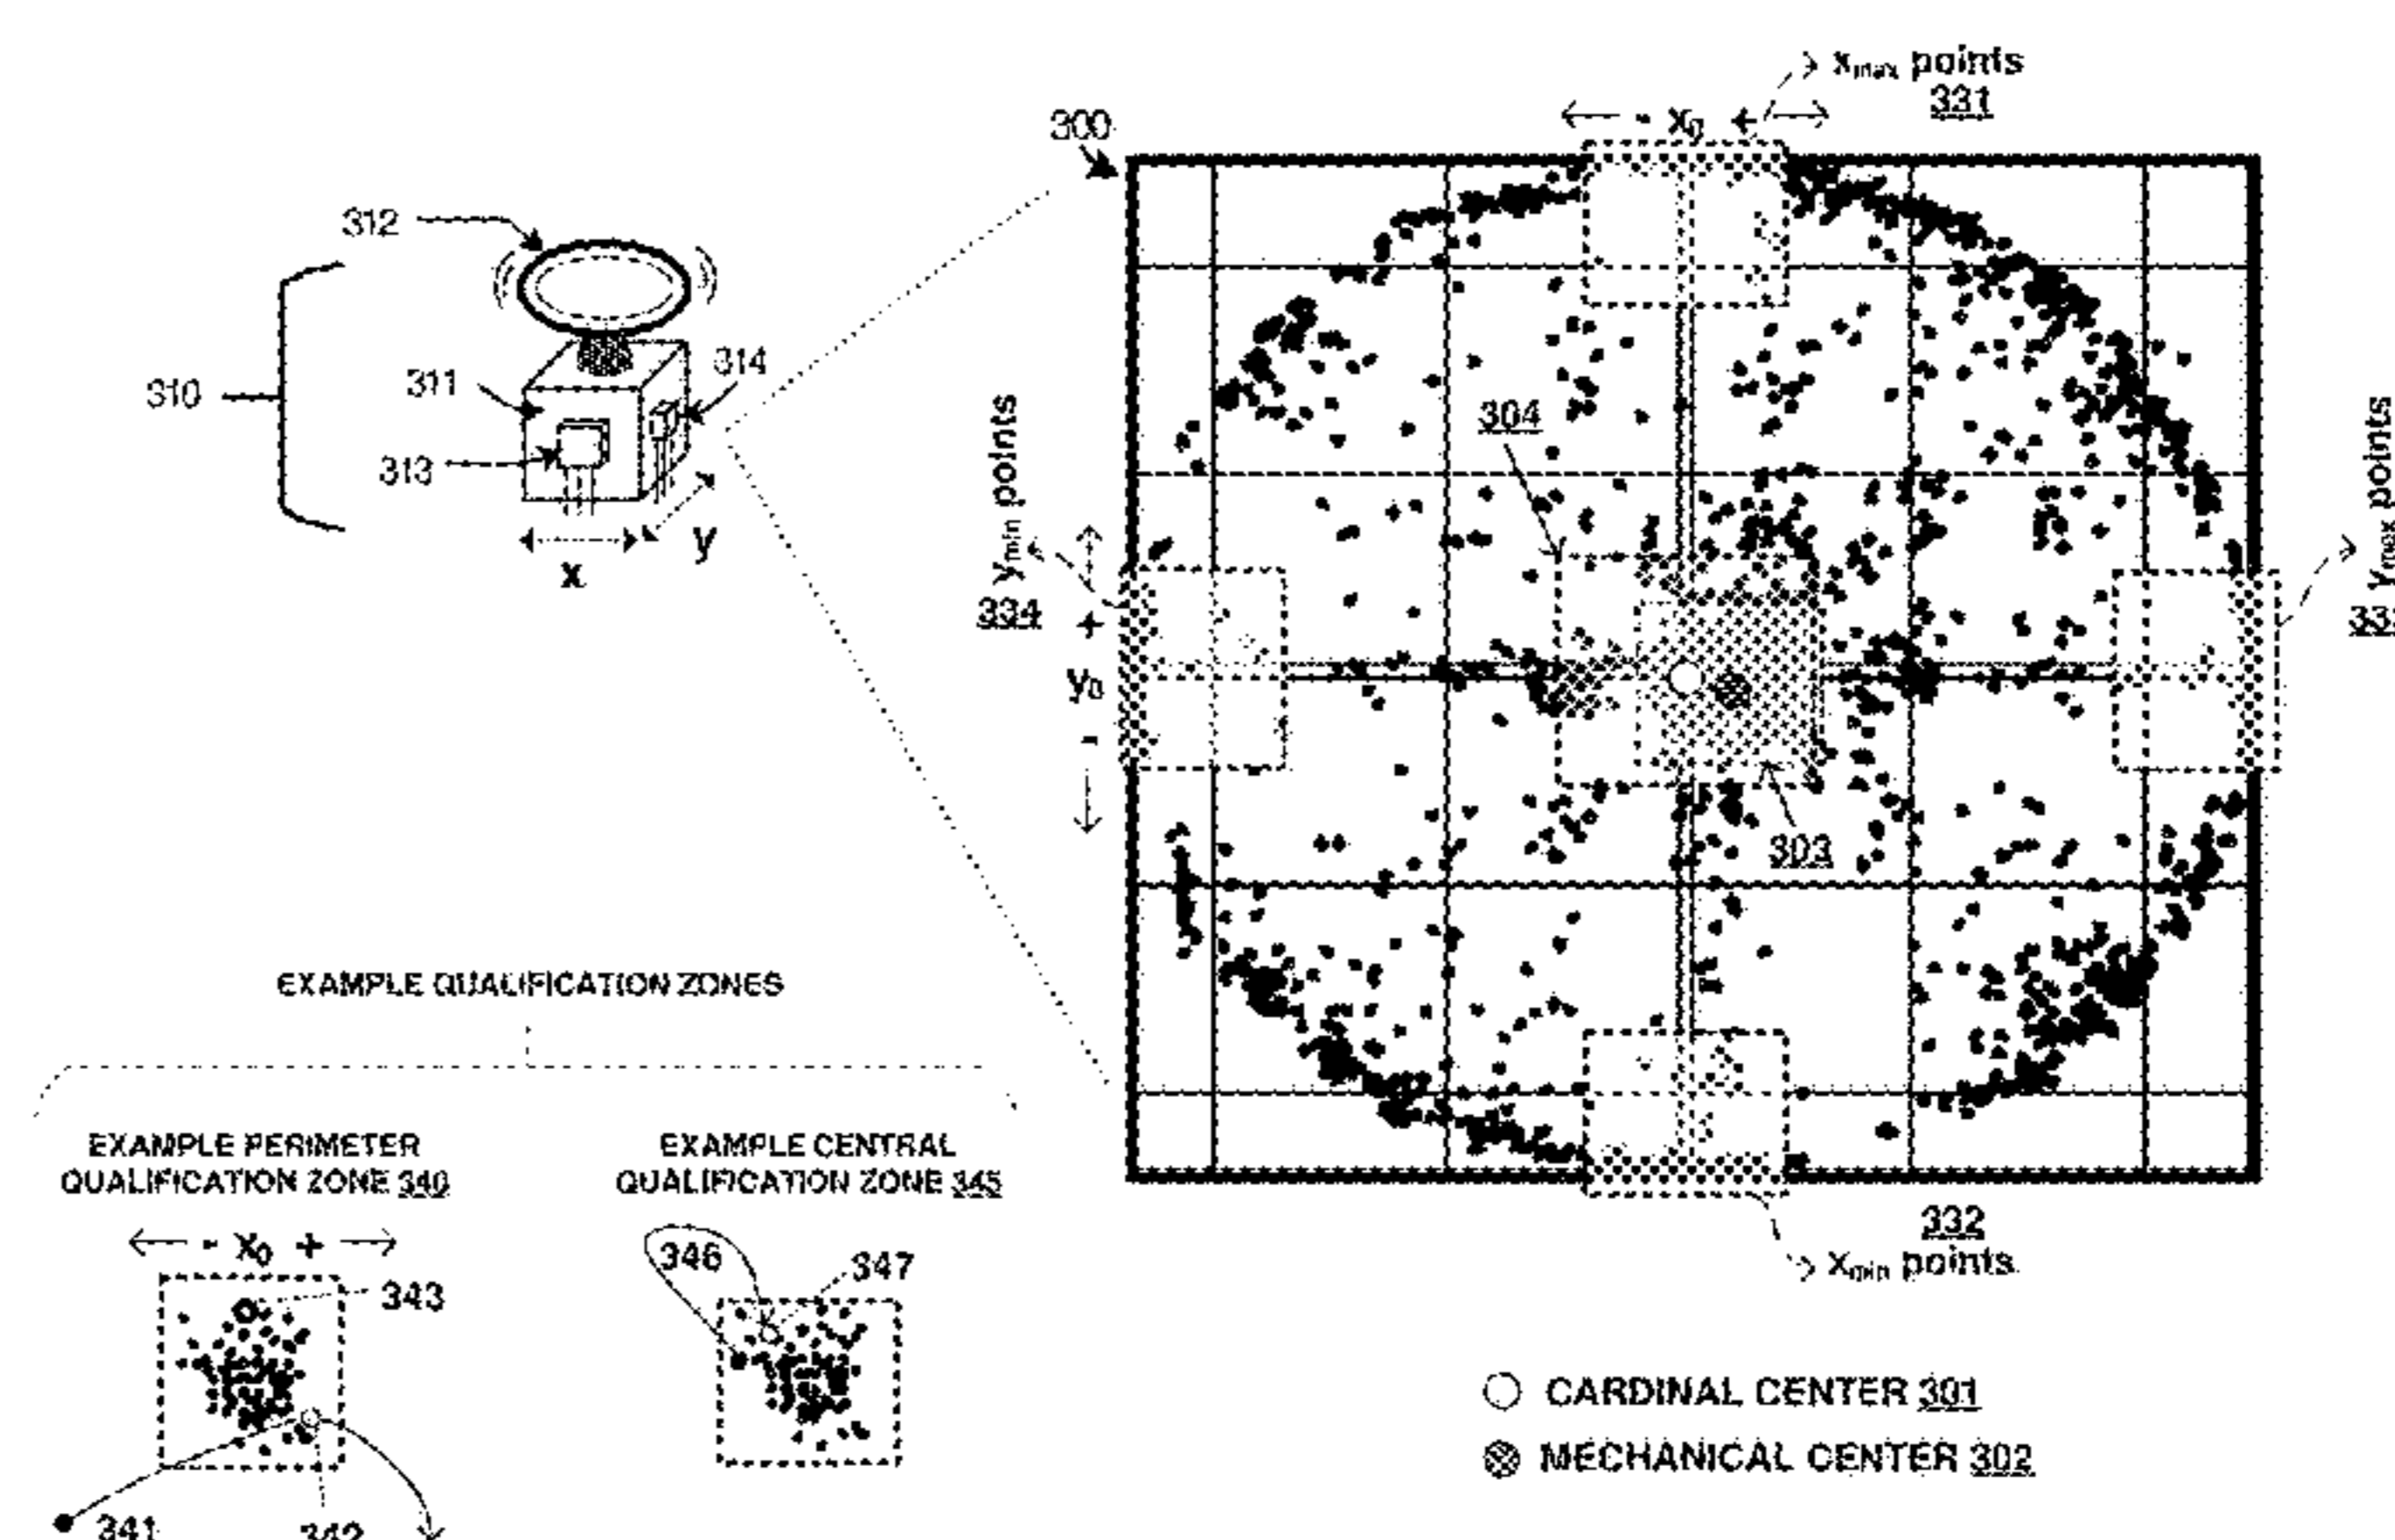 x_max points
331
- x_0 +
300
312
310
311
314
313
x
y
y_min points
334
+
y_0
-
304
303
y_max points
EXAMPLE QUALIFICATION ZONES
EXAMPLE PERIMETER
QUALIFICATION ZONE 340
- x_0 +
343
341
342
EXAMPLE CENTRAL
QUALIFICATION ZONE 345
346
347
332
x_min points
CARDINAL CENTER 301
MECHANICAL CENTER 302